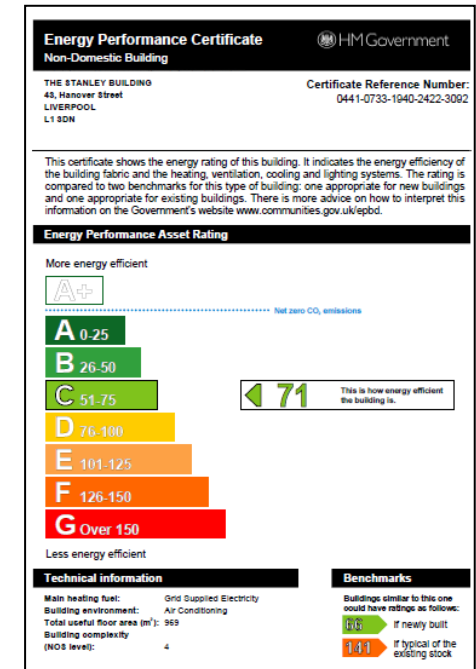 Energy Performance Certificate
Non-Domestic Building
HM Government
THE STANLEY BUILDING
43, Hanover Street
LIVERPOOL
L1 3DN
Certificate Reference Number:
0441-0733-1940-2422-3092
This certificate shows the energy rating of this building. It indicates the energy efficiency of
the building fabric and the heating, ventilation, cooling and lighting systems. The rating is
compared to two benchmarks for this type of building: one appropriate for new buildings
and one appropriate for existing buildings. There is more advice on how to interpret this
information on the Government's website www.communities.gov.uk/epbd.
Energy Performance Asset Rating
More energy efficient
A+
Net zero CO₂ emissions
A 0-25
B 26-50
C 51-75
71
This is how energy efficient
the building is.
D 76-100
E 101-125
F 126-150
G Over 150
Less energy efficient
Technical information
Main heating fuel: Grid Supplied Electricity
Building environment: Air Conditioning
Total useful floor area (m²): 969
Building complexity
(NOS level): 4
Benchmarks
Buildings similar to this one
could have ratings as follows:
66 If newly built
141 If typical of the
existing stock